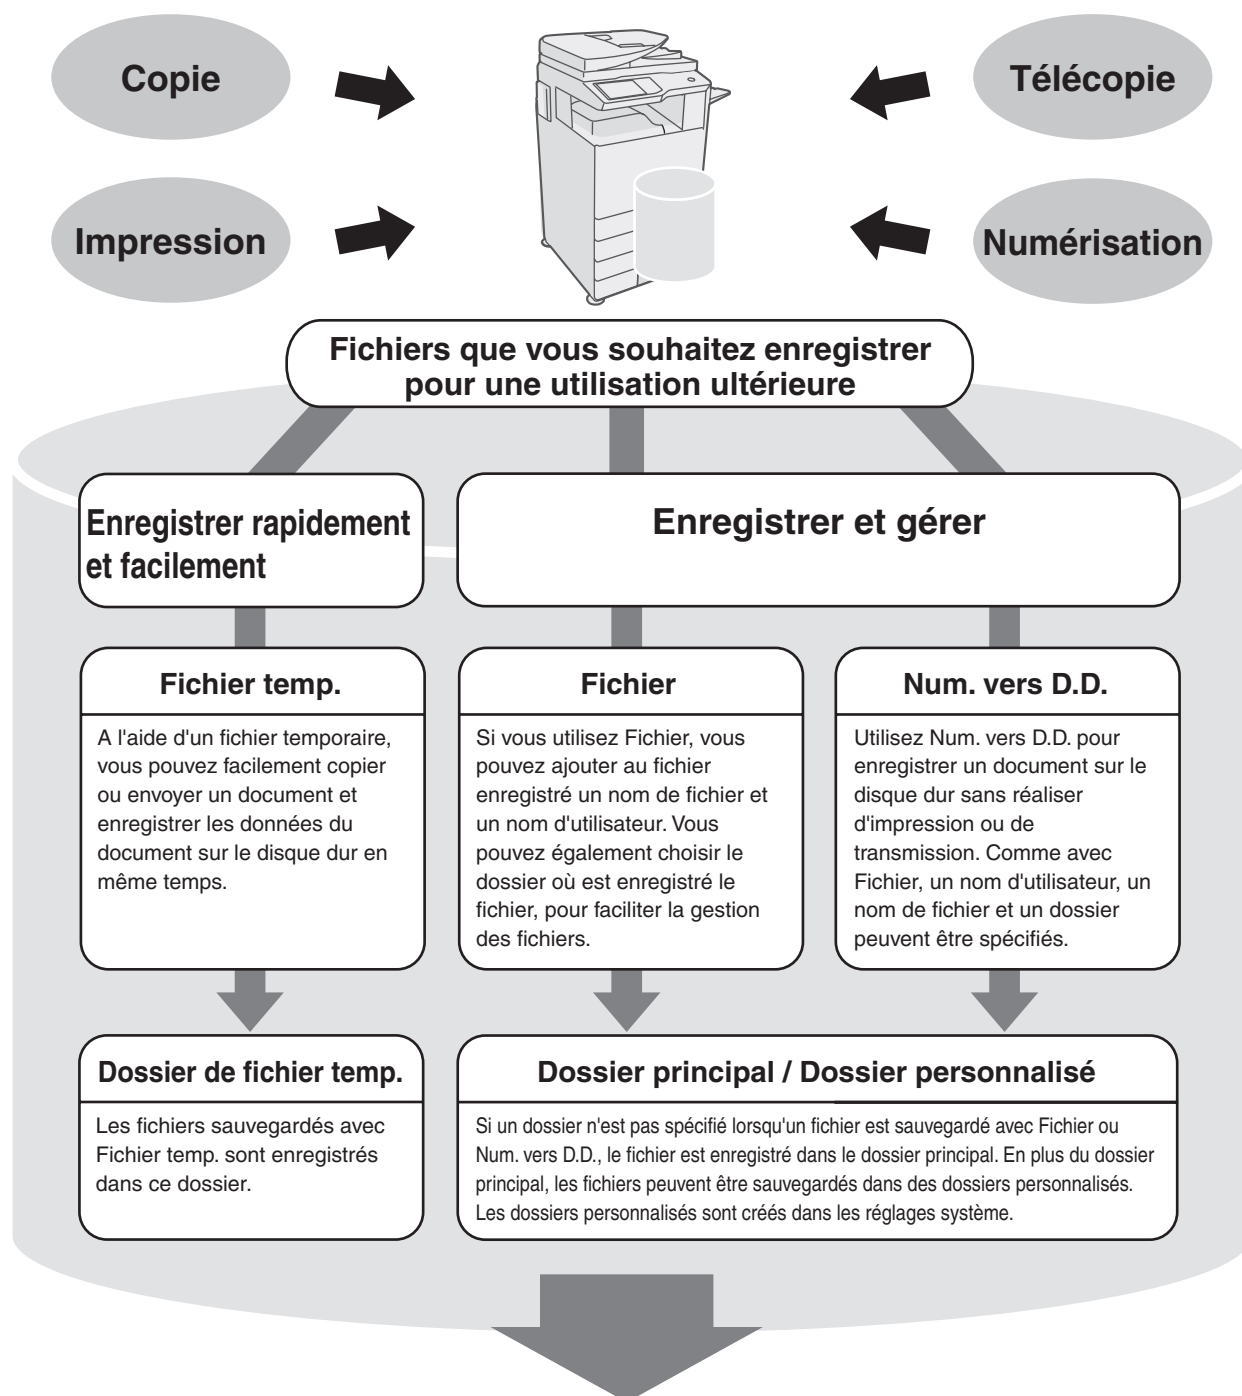 Copie
Télécopie
Impression
Numérisation
Fichiers que vous souhaitez enregistrer
pour une utilisation ultérieure
Enregistrer rapidement
et facilement
Enregistrer et gérer
Fichier temp.
A l'aide d'un fichier temporaire,
vous pouvez facilement copier
ou envoyer un document et
enregistrer les données du
document sur le disque dur en
même temps.
Fichier
Si vous utilisez Fichier, vous
pouvez ajouter au fichier
enregistré un nom de fichier et
un nom d'utilisateur. Vous
pouvez également choisir le
dossier où est enregistré le
fichier, pour faciliter la gestion
des fichiers.
Num. vers D.D.
Utilisez Num. vers D.D. pour
enregistrer un document sur le
disque dur sans réaliser
d'impression ou de
transmission. Comme avec
Fichier, un nom d'utilisateur, un
nom de fichier et un dossier
peuvent être spécifiés.
Dossier de fichier temp.
Les fichiers sauvegardés avec
Fichier temp. sont enregistrés
dans ce dossier.
Dossier principal / Dossier personnalisé
Si un dossier n'est pas spécifié lorsqu'un fichier est sauvegardé avec Fichier ou
Num. vers D.D., le fichier est enregistré dans le dossier principal. En plus du dossier
principal, les fichiers peuvent être sauvegardés dans des dossiers personnalisés.
Les dossiers personnalisés sont créés dans les réglages système.